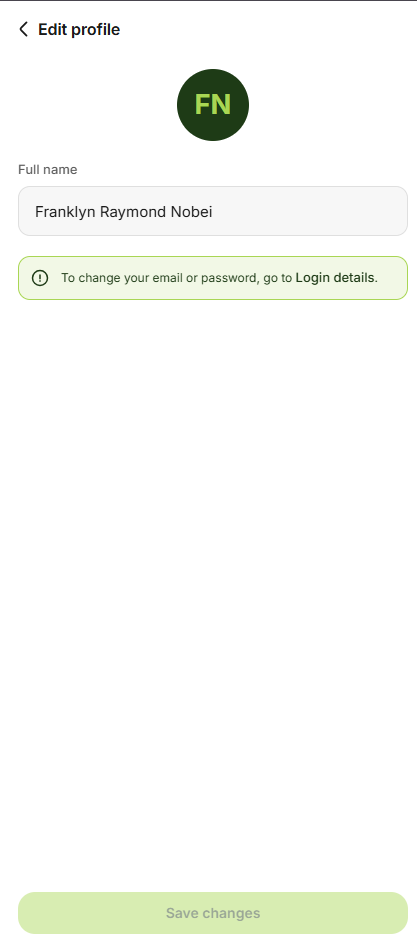 Edit profile
FN
Full name
Franklyn Raymond Nobei
To change your email or password, go to Login details.
Save changes